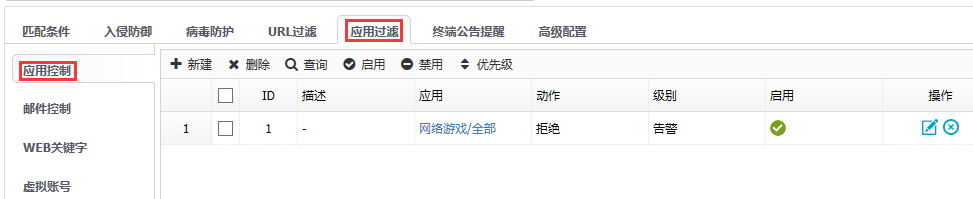 匹配条件 入侵防御 病毒防护 URL过滤 应用过滤 终端公告提醒 高级配置
应用控制
邮件控制
WEB关键字
虚拟账号
新建 删除 查询 启用 禁用 优先级
ID 描述 应用 动作 级别 启用 操作
1 1 - 网络游戏/全部 拒绝 告警